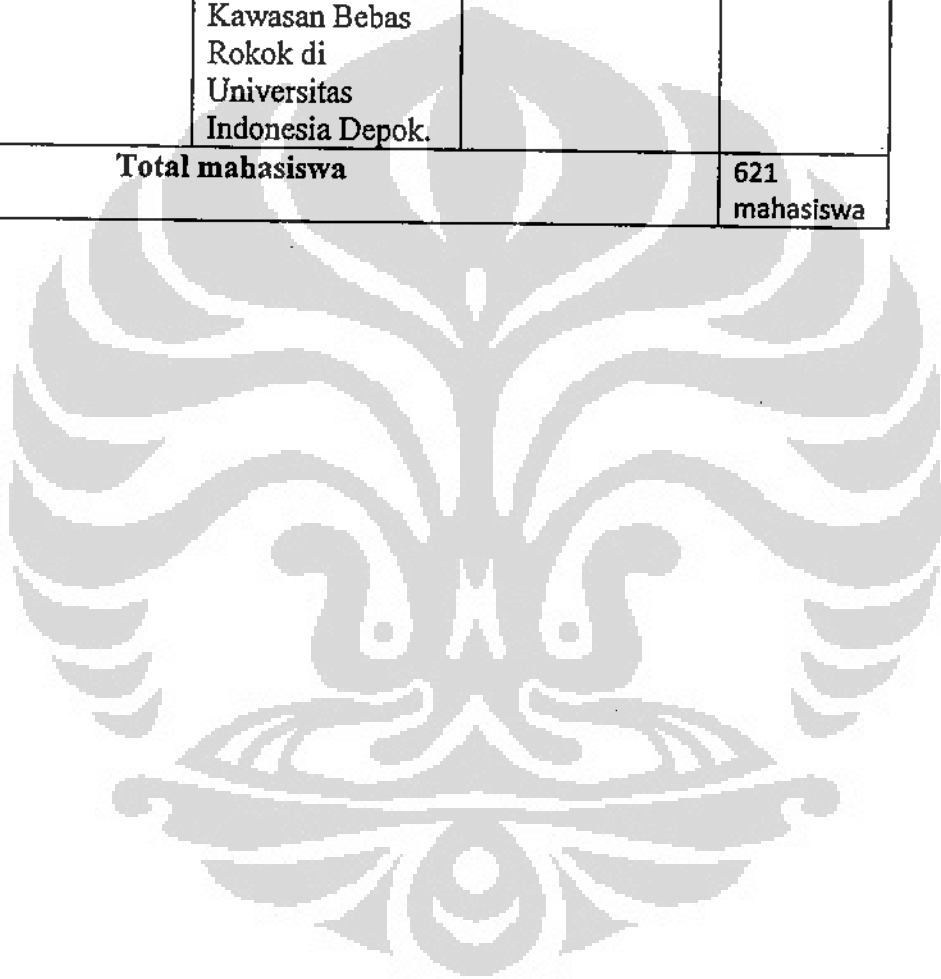 Kawasan Bebas
Rokok di
Universitas
Indonesia Depok.
Total mahasiswa
621
mahasiswa